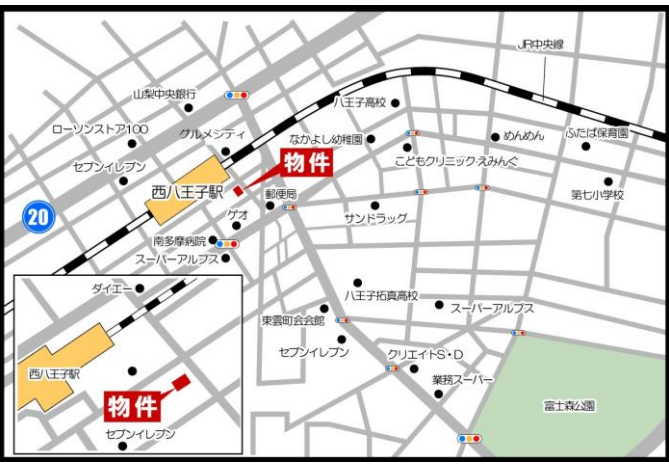 JR中央線
山梨中央銀行
八王子高校
ローソンストア100
グルメシティ
なかよし幼稚園
めんめん
ふたば保育園
セブンイレブン
物件
こどもクリニックえみんぐ
西八王子駅
郵便局
第七小学校
20
ゲオ
サンドラッグ
南多摩病院
スーパーアルプス
ダイエー
八王子拓真高校
スーパーアルプス
東雲町会会館
セブンイレブン
クリエイトS・D
西八王子駅
業務スーパー
物件
富士森公園
セブンイレブン